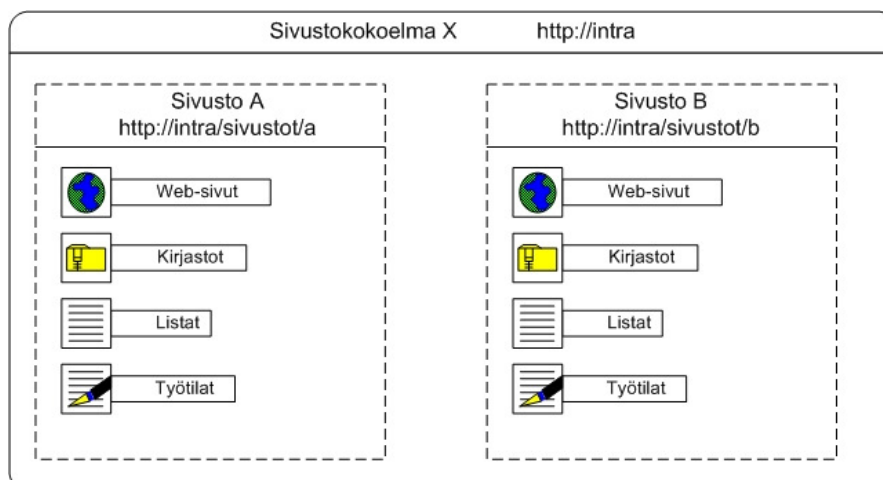 Sivustokokoelma X http://intra
Sivusto A
http://intra/sivustot/a
Web-sivut
Kirjastot
Listat
Työtilat
Sivusto B
http://intra/sivustot/b
Web-sivut
Kirjastot
Listat
Työtilat